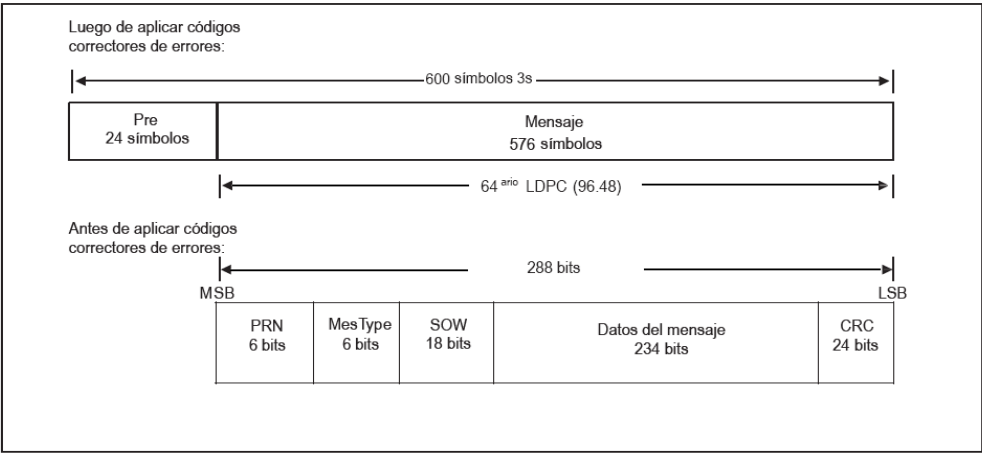 Luego de aplicar códigos
correctores de errores:
600 símbolos 3s
Pre
24 símbolos
Mensaje
576 símbolos
64 ario LDPC (96.48)
Antes de aplicar códigos
correctores de errores:
288 bits
MSB
LSB
PRN
6 bits
MesType
6 bits
SOW
18 bits
Datos del mensaje
234 bits
CRC
24 bits